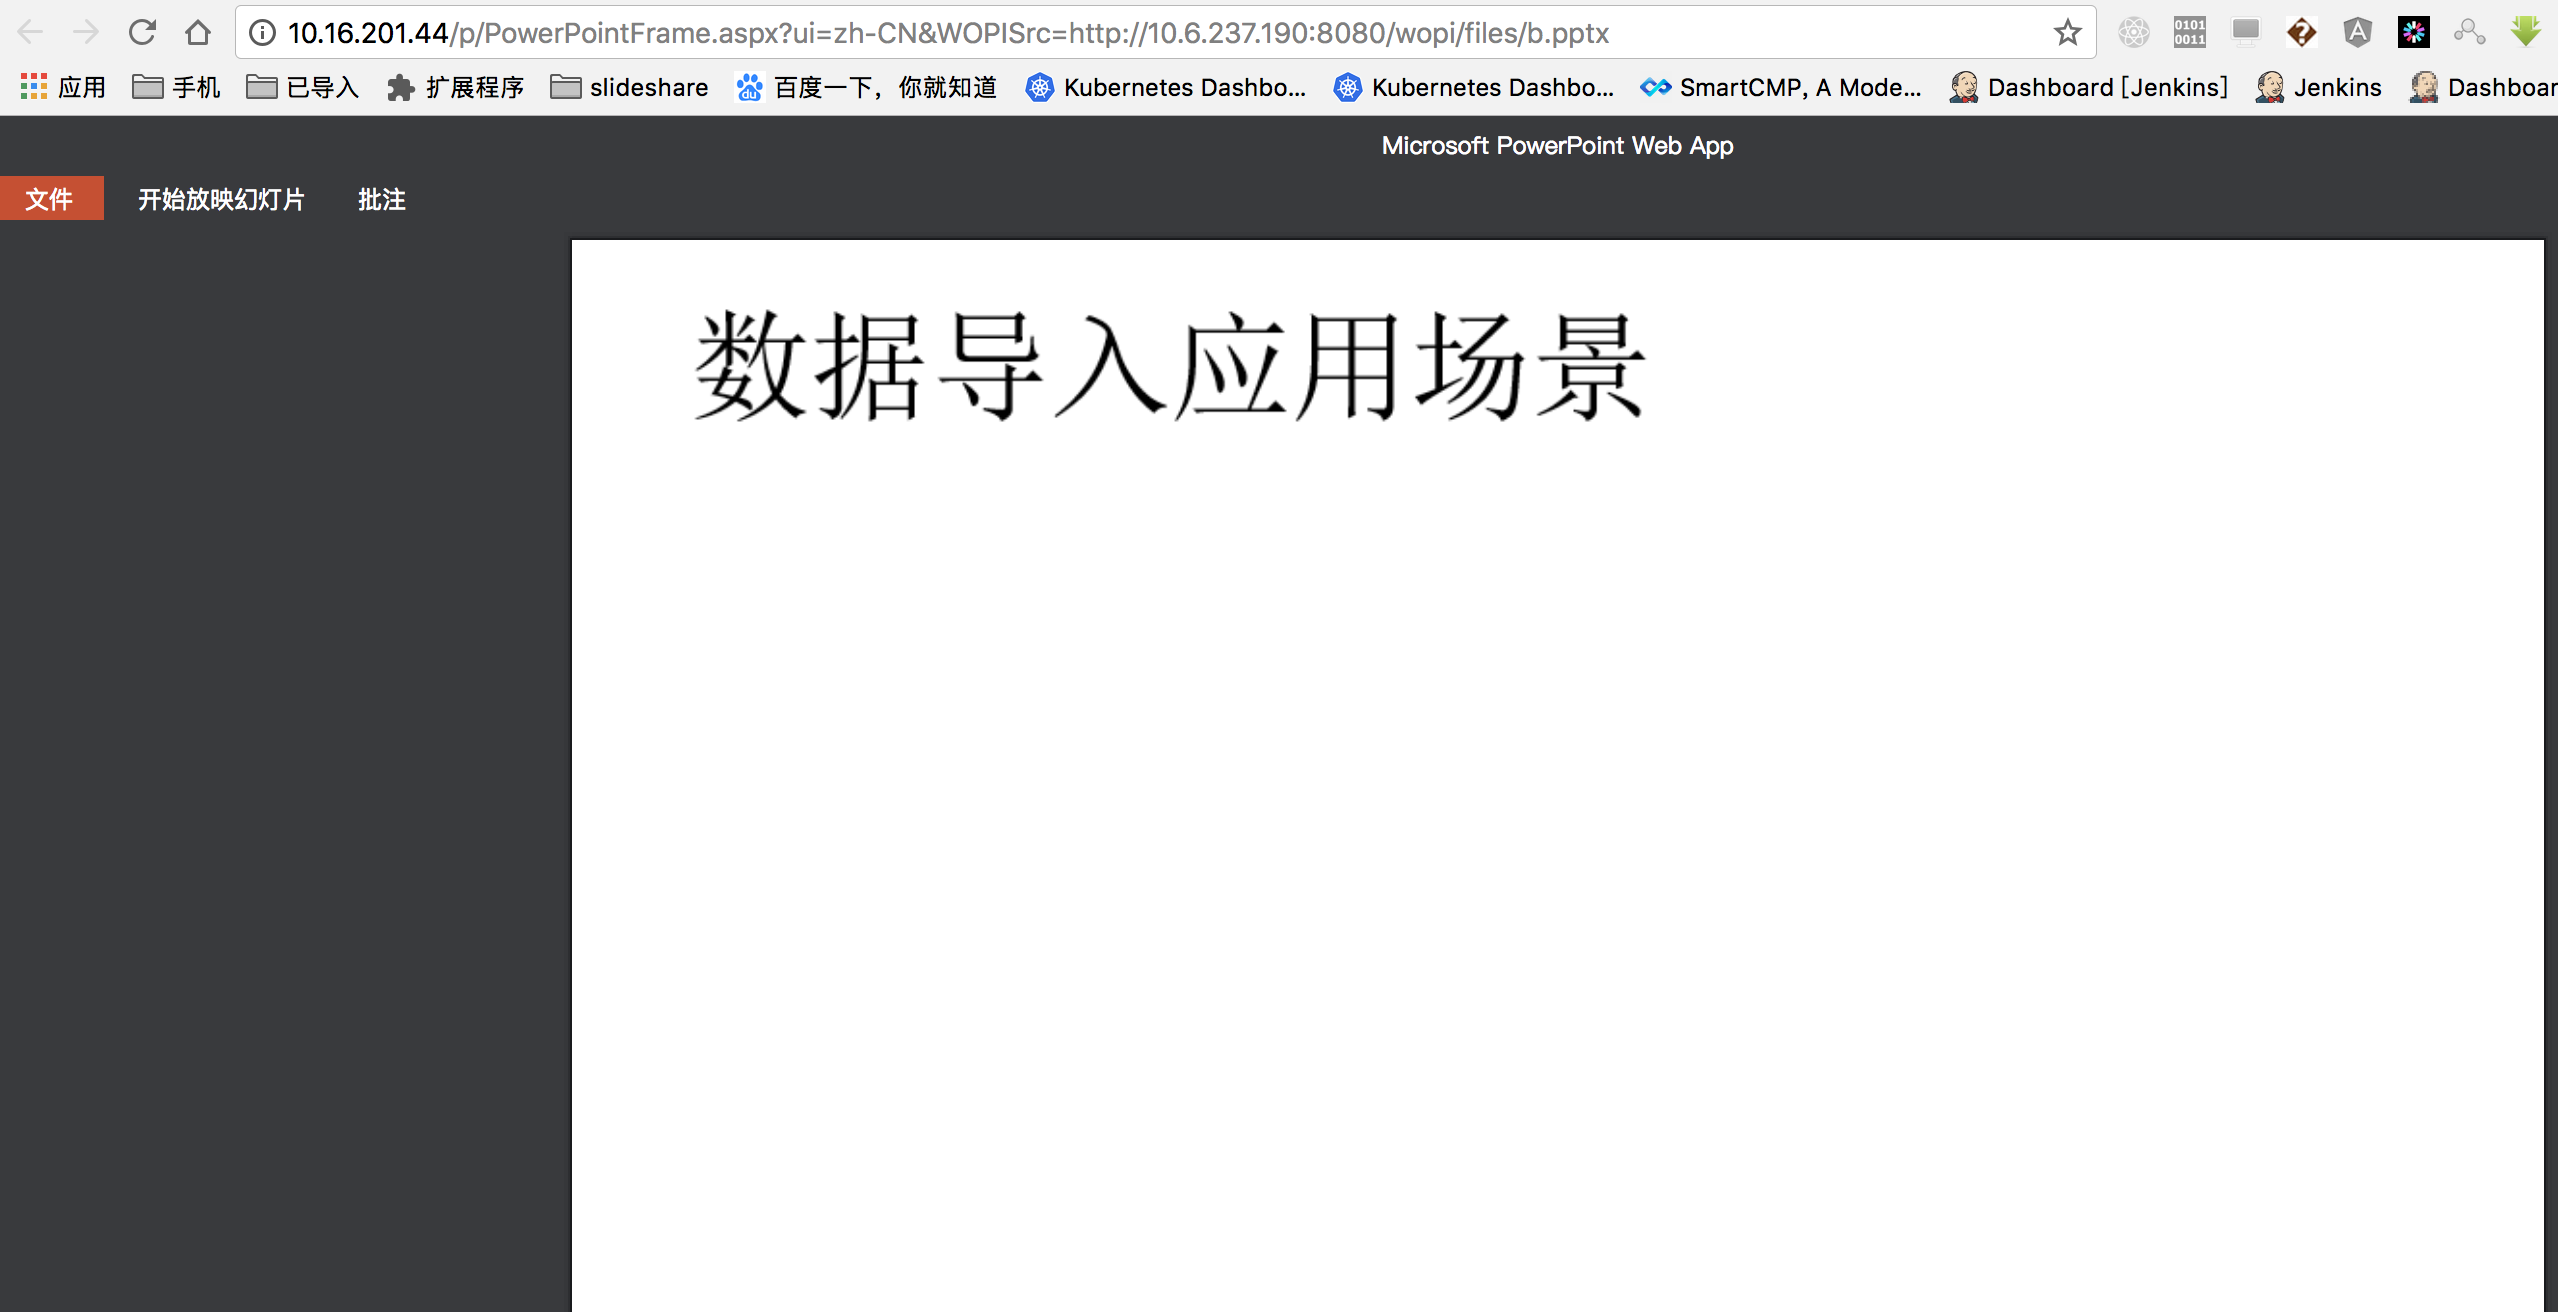 10.16.201.44/p/PowerPointFrame.aspx?ui=zh-CN&WOPISrc=http://10.6.237.190:8080/wopi/files/b.pptx
0101
0011
应用 手机 已导入 扩展程序 slideshare du 百度一下，你就知道 Kubernetes Dashbo... Kubernetes Dashbo... SmartCMP, A Mode... Dashboard [Jenkins] Jenkins Dashboar
Microsoft PowerPoint Web App
文件 开始放映幻灯片 批注
数据导入应用场景